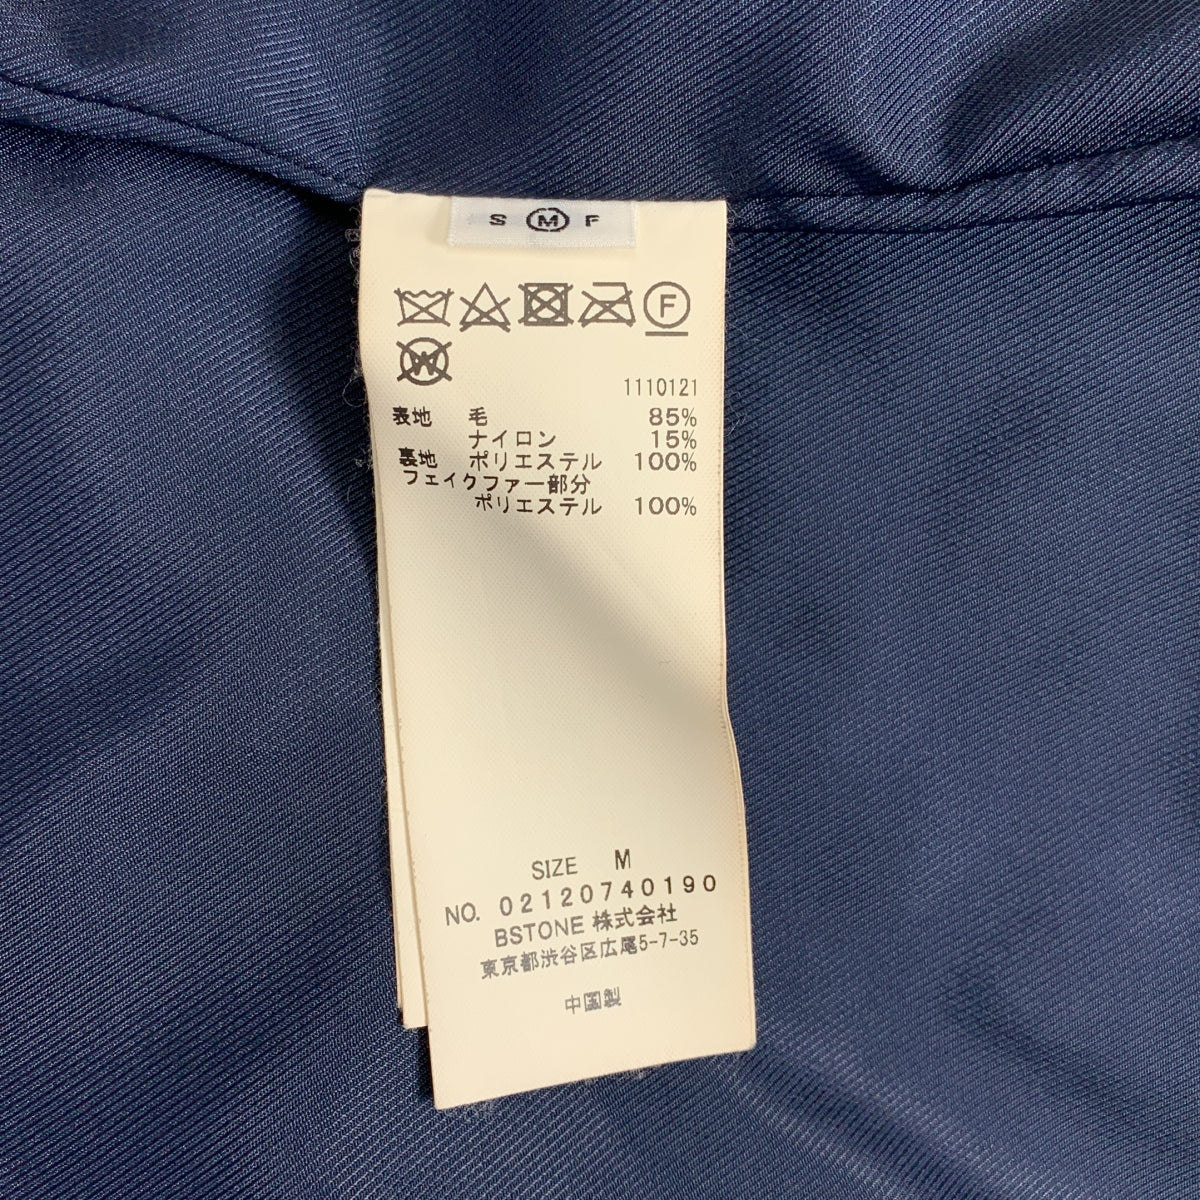 S M F
F
W
1110121
表地 毛 85%
ナイロン 15%
裏地 ポリエステル 100%
フェイクファー部分
ポリエステル 100%
SIZE M
NO. 02120740190
BSTONE 株式会社
東京都渋谷区広尾5-7-35
中国製